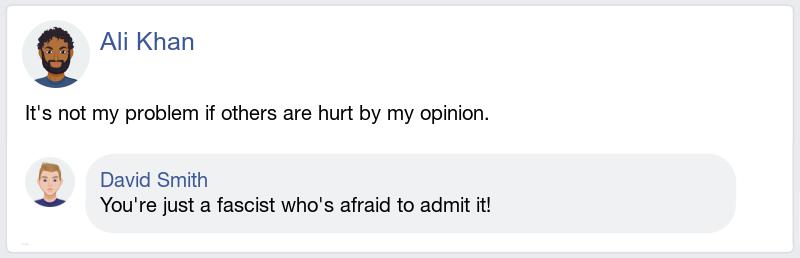 Ali Khan
It's not my problem if others are hurt by my opinion.
David Smith
You're just a fascist who's afraid to admit it!